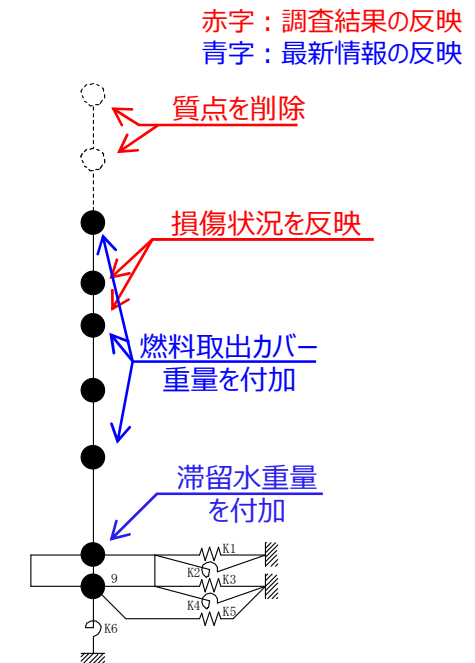 赤字：調査結果の反映
青字：最新情報の反映
質点を削除
損傷状況を反映
燃料取出カバー
重量を付加
滞留水重量
を付加
K1
K2
9
K3
K4
K5
K6